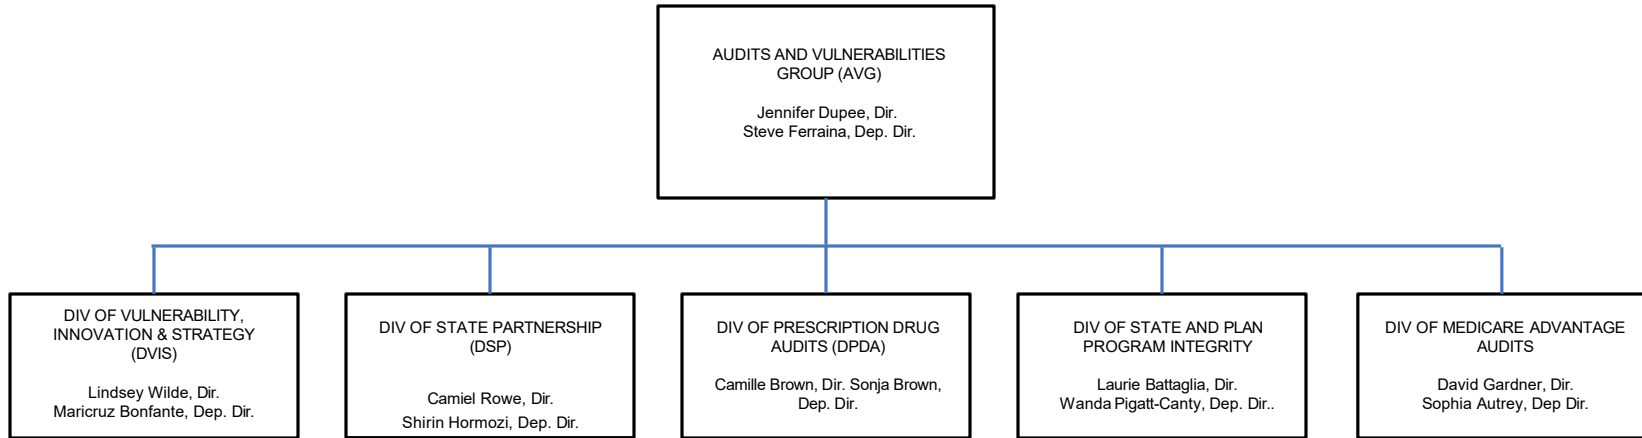 AUDITS AND VULNERABILITIES
GROUP (AVG)
Jennifer Dupee, Dir.
Steve Ferraina, Dep. Dir.
DIV OF VULNERABILITY,
INNOVATION & STRATEGY
(DVIS)
Lindsey Wilde, Dir.
Maricruz Bonfante, Dep. Dir.
DIV OF STATE PARTNERSHIP
(DSP)
Camiel Rowe, Dir.
Shirin Hormozi, Dep. Dir.
DIV OF PRESCRIPTION DRUG
AUDITS (DPDA)
Camille Brown, Dir. Sonja Brown,
Dep. Dir.
DIV OF STATE AND PLAN
PROGRAM INTEGRITY
Laurie Battaglia, Dir.
Wanda Pigatt-Canty, Dep. Dir..
DIV OF MEDICARE ADVANTAGE
AUDITS
David Gardner, Dir.
Sophia Autrey, Dep Dir.